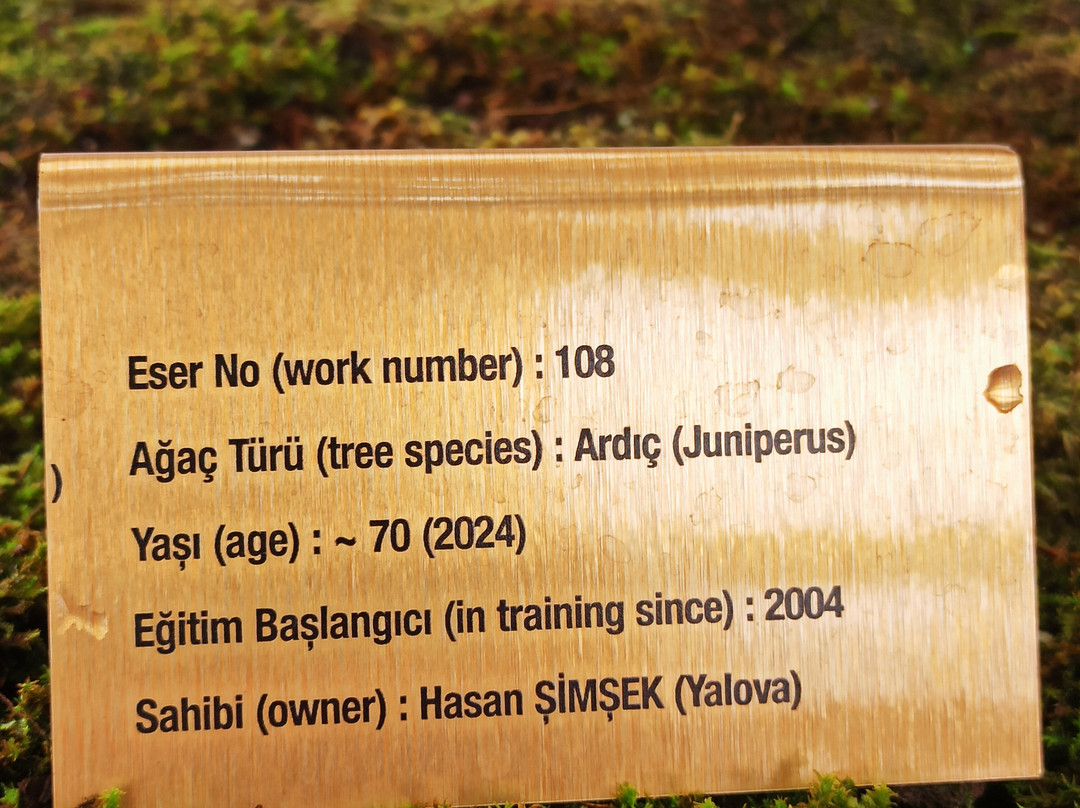 Eser No (work number) : 108
Ağaç Türü (tree species) : Ardıç (Juniperus)
)
Yaşı (age) : ~ 70 (2024)
Eğitim Başlangıcı (in training since) : 2004
Sahibi (owner) : Hasan ŞİMŞEK (Yalova)